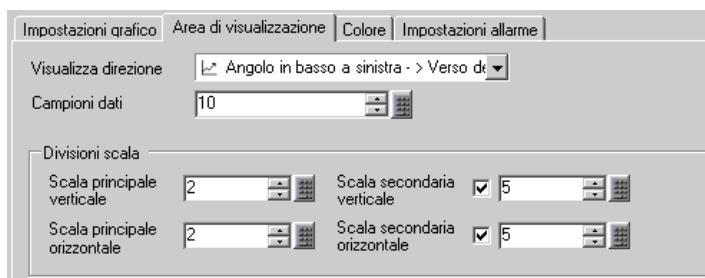 Impostazioni grafico Area di visualizzazione Colore Impostazioni allarme
Visualizza direzione Angolo in basso a sinistra - > Verso de
Campioni dati 10
Divisioni scala
Scala principale verticale 2 Scala secondaria verticale 5
Scala principale orizzontale 2 Scala secondaria orizzontale 5